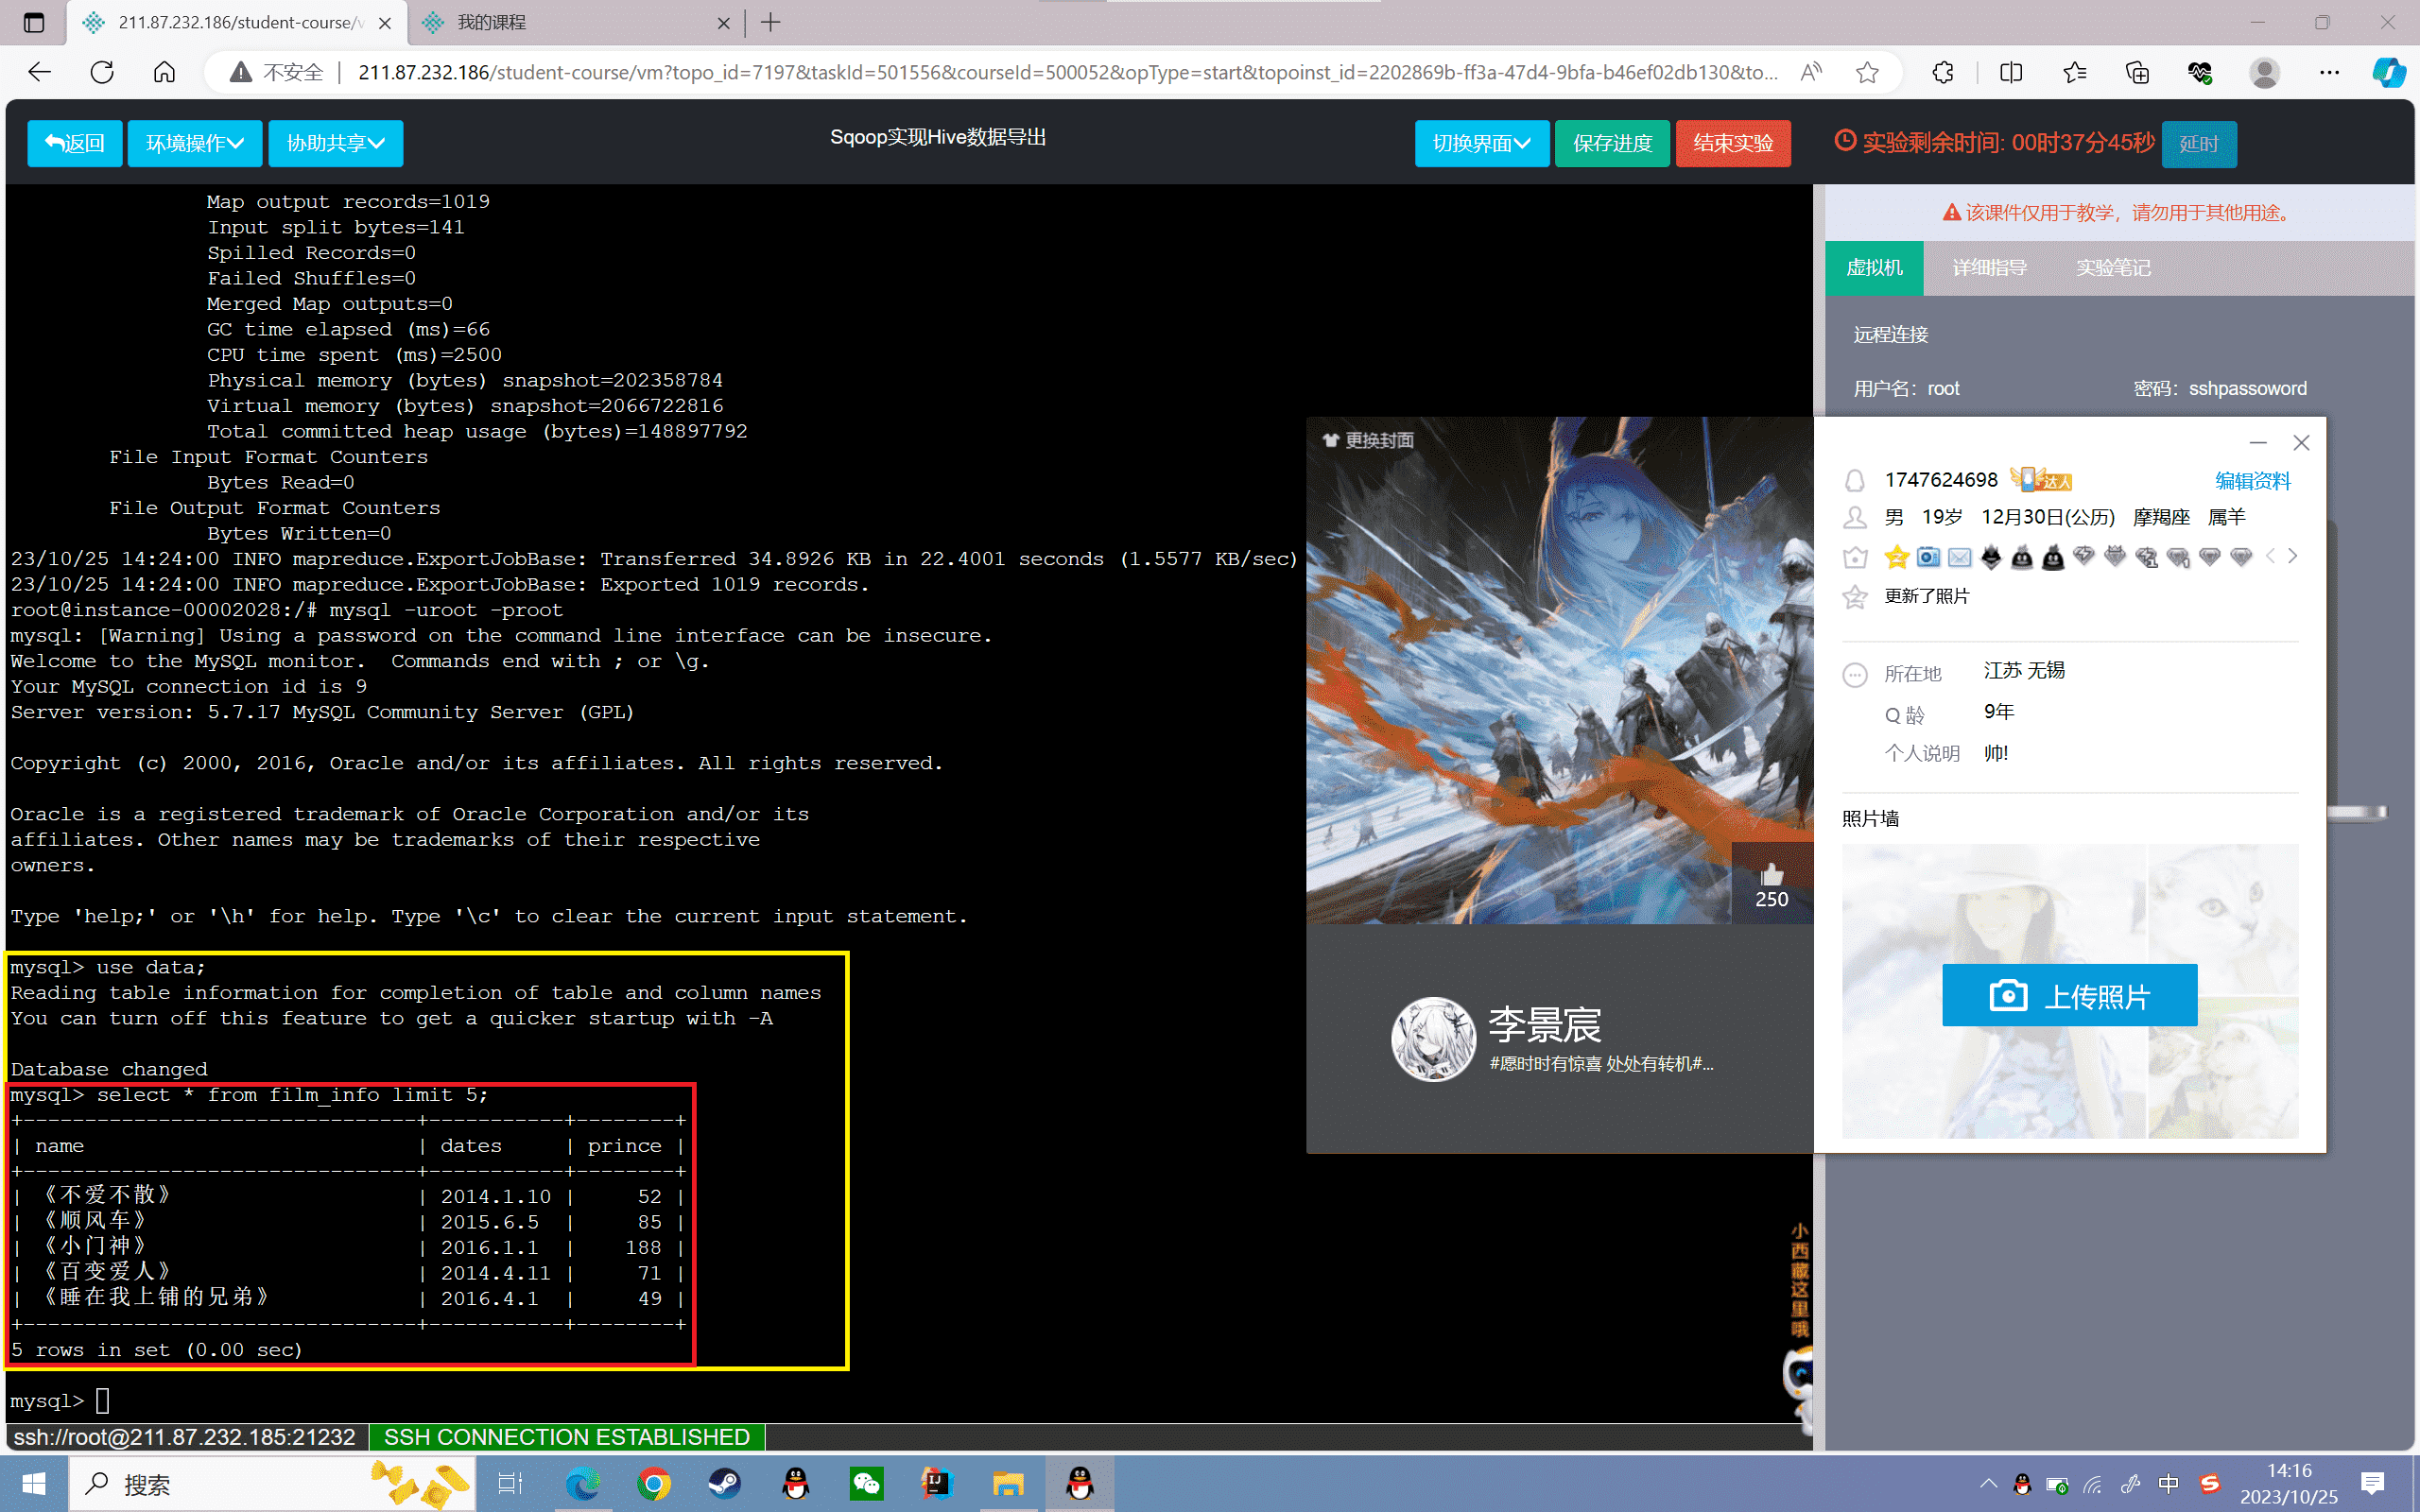 211.87.232.186/student-course/v
我的课程
不安全
211.87.232.186/student-course/vm?topo_id=7197&taskId=501556&courseId=500052&opType=start&topoinst_id=2202869b-ff3a-47d4-9bfa-b46ef02db130&to...
返回
环境操作
协助共享
Sqoop实现Hive数据导出
切换界面
保存进度
结束实验
实验剩余时间: 00时37分45秒
延时
Map output records=1019
Input split bytes=141
Spilled Records=0
Failed Shuffles=0
Merged Map outputs=0
GC time elapsed (ms)=66
CPU time spent (ms)=2500
Physical memory (bytes) snapshot=202358784
Virtual memory (bytes) snapshot=2066722816
Total committed heap usage (bytes)=148897792
File Input Format Counters
Bytes Read=0
File Output Format Counters
Bytes Written=0
23/10/25 14:24:00 INFO mapreduce.ExportJobBase: Transferred 34.8926 KB in 22.4001 seconds (1.5577 KB/sec)
23/10/25 14:24:00 INFO mapreduce.ExportJobBase: Exported 1019 records.
root@instance-00002028:/# mysql -uroot -proot
mysql: [Warning] Using a password on the command line interface can be insecure.
Welcome to the MySQL monitor.  Commands end with ; or \g.
Your MySQL connection id is 9
Server version: 5.7.17 MySQL Community Server (GPL)
Copyright (c) 2000, 2016, Oracle and/or its affiliates. All rights reserved.
Oracle is a registered trademark of Oracle Corporation and/or its
affiliates. Other names may be trademarks of their respective
owners.
Type 'help;' or '\h' for help. Type '\c' to clear the current input statement.
mysql> use data;
Reading table information for completion of table and column names
You can turn off this feature to get a quicker startup with -A
Database changed
mysql> select * from film_info limit 5;
+--------------------------------+-----------+--------+
| name                           | dates     | prince |
+--------------------------------+-----------+--------+
| 《不爱不散》 | 2014.1.10 |     52 |
| 《顺风车》 | 2015.6.5  |     85 |
| 《小门神》 | 2016.1.1  |    188 |
| 《百变爱人》 | 2014.4.11 |     71 |
| 《睡在我上铺的兄弟》 | 2016.4.1  |     49 |
+--------------------------------+-----------+--------+
5 rows in set (0.00 sec)
mysql>
ssh://root@211.87.232.185:21232
SSH CONNECTION ESTABLISHED
该课件仅用于教学，请勿用于其他用途。
虚拟机
详细指导
实验笔记
远程连接
用户名：root
密码：sshpassoword
更换封面
250
李景宸
#愿时时有惊喜 处处有转机#...
1747624698
达人
编辑资料
男 19岁 12月30日(公历) 摩羯座 属羊
更新了照片
所在地 江苏 无锡
Q 龄 9年
个人说明 帅!
照片墙
上传照片
小西藏这里哦
搜索
中
14:16
2023/10/25